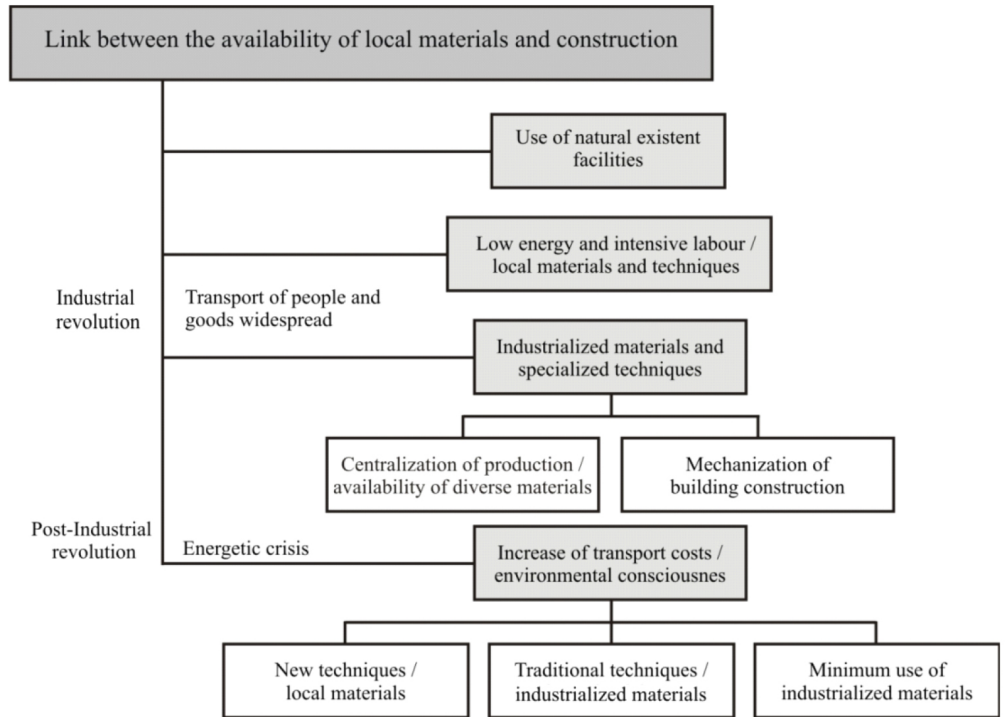 Link between the availability of local materials and construction
Use of natural existent
facilities
Low energy and intensive labour /
local materials and techniques
Industrial
revolution
Transport of people and
goods widespread
Industrialized materials and
specialized techniques
Centralization of production /
availability of diverse materials
Mechanization of
building construction
Post-Industrial
revolution
Energetic crisis
Increase of transport costs /
environmental consciousnes
New techniques /
local materials
Traditional techniques /
industrialized materials
Minimum use of
industrialized materials